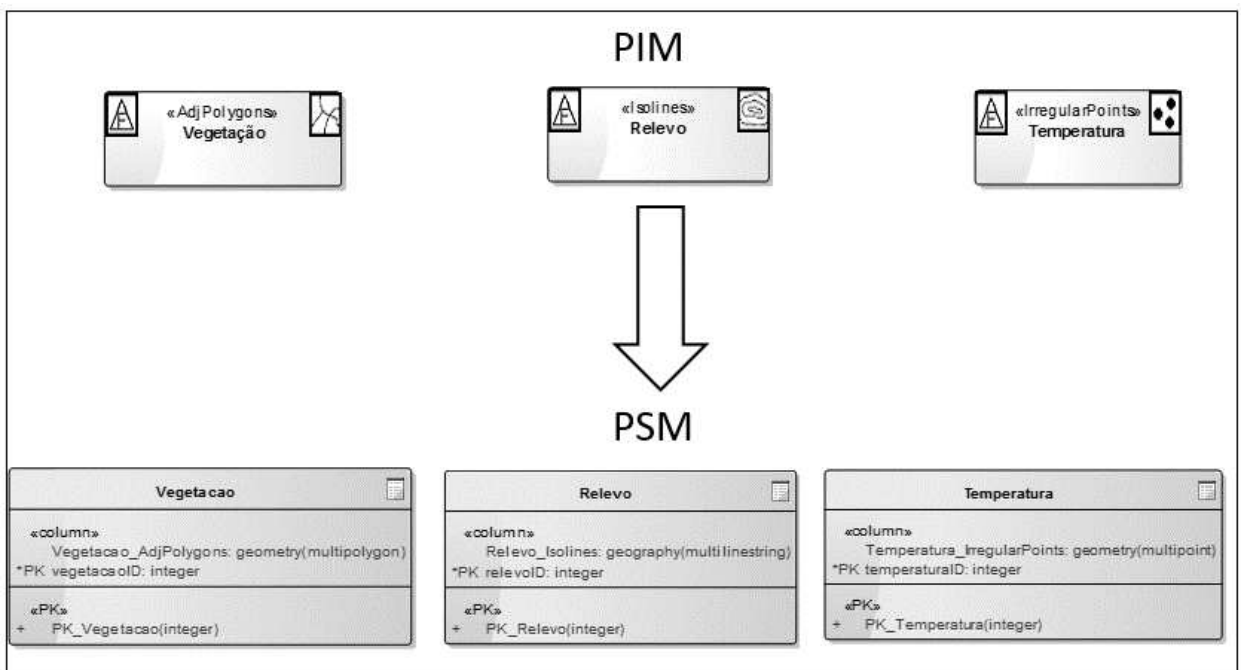 PIM
«AdjPolygons»
Vegetação
«Isolines»
Relevo
«IrregularPoints»
Temperatura
PSM
Vegetacao
«column»
Vegetacao_AdjPolygons: geometry(multipolygon)
*PK vegetacaoID: integer
«PK»
+ PK_Vegetacao(integer)
Relevo
«column»
Relevo_Isolines: geography(multilinestring)
*PK relevoID: integer
«PK»
+ PK_Relevo(integer)
Temperatura
«column»
Temperatura_IrregularPoints: geometry(multipoint)
*PK temperaturaID: integer
«PK»
+ PK_Temperatura(integer)